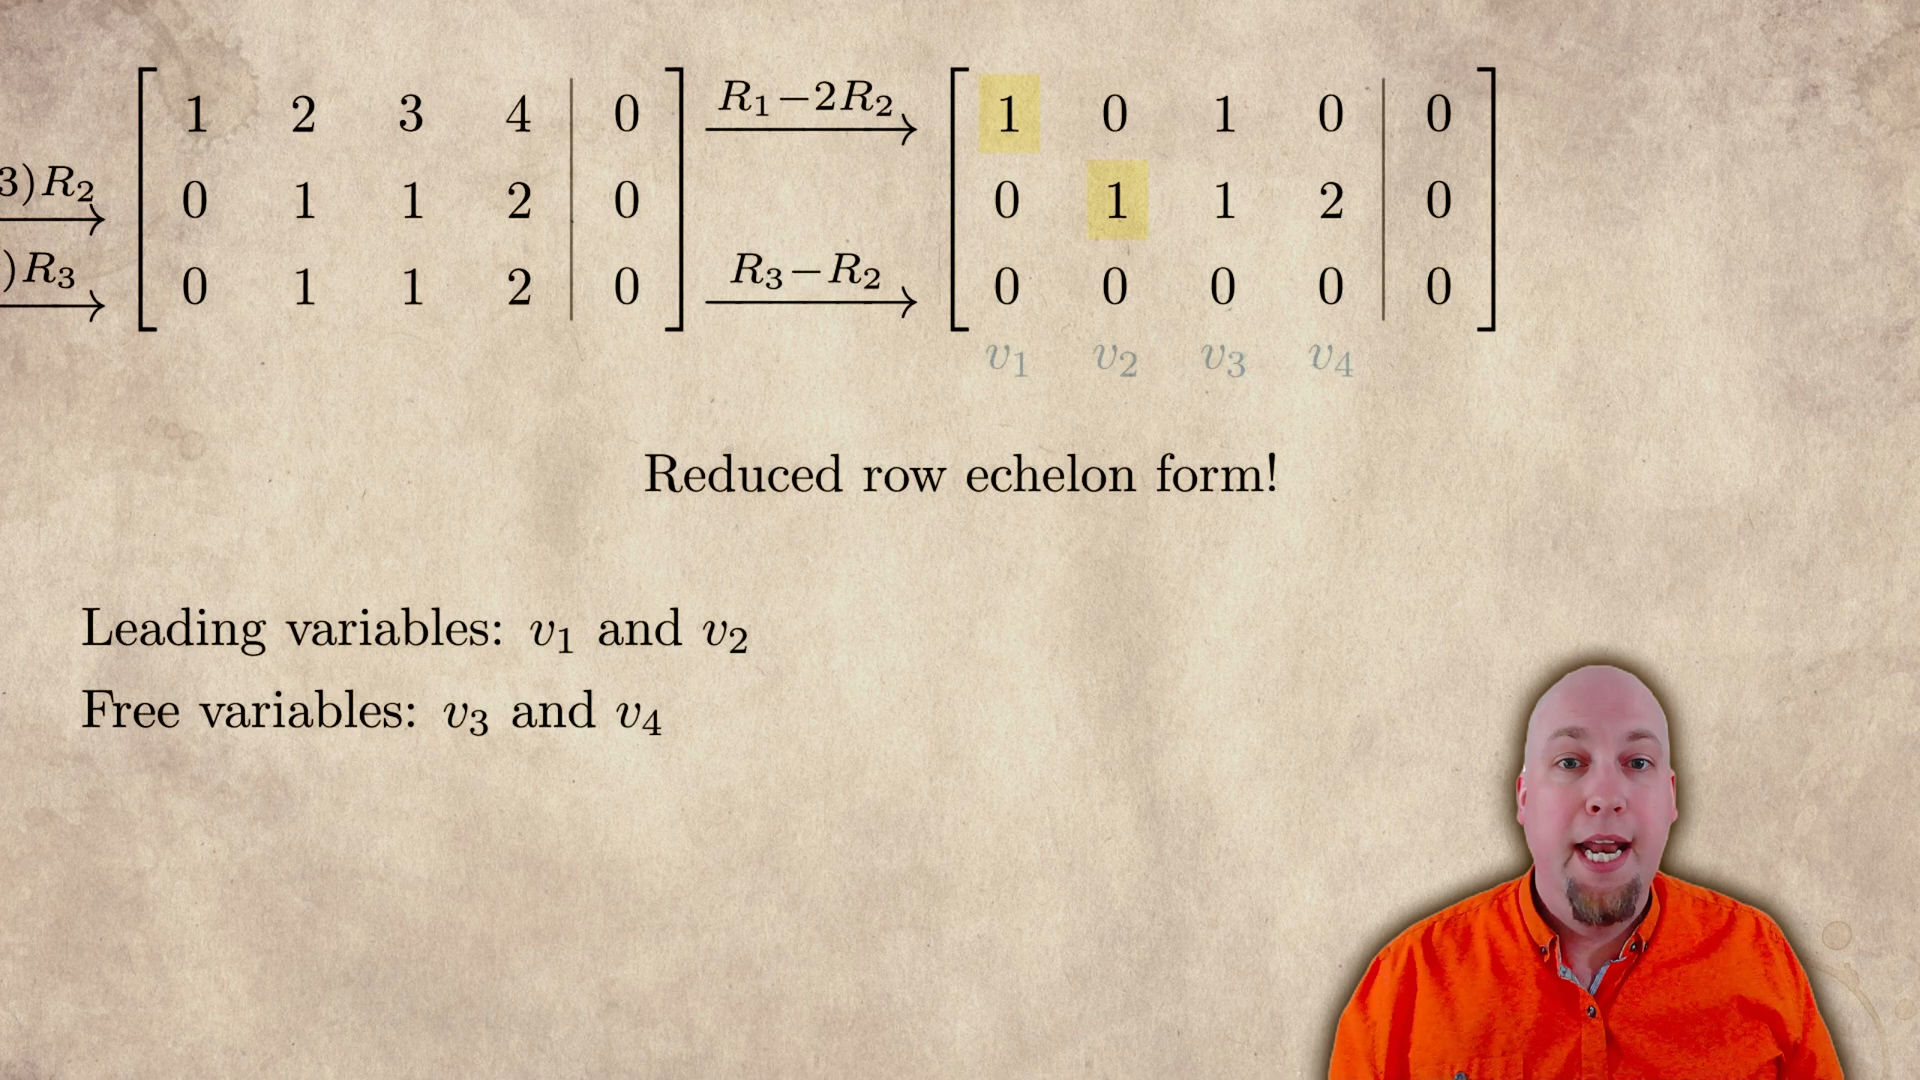 1 2 3 4 0 R₁−2R₂ 1 0 1 0 0
3)R₂ 0 1 1 2 0 0 1 1 2 0
)R₃ 0 1 1 2 0 R₃−R₂ 0 0 0 0 0
v₁ v₂ v₃ v₄
Reduced row echelon form!
Leading variables: v₁ and v₂
Free variables: v₃ and v₄